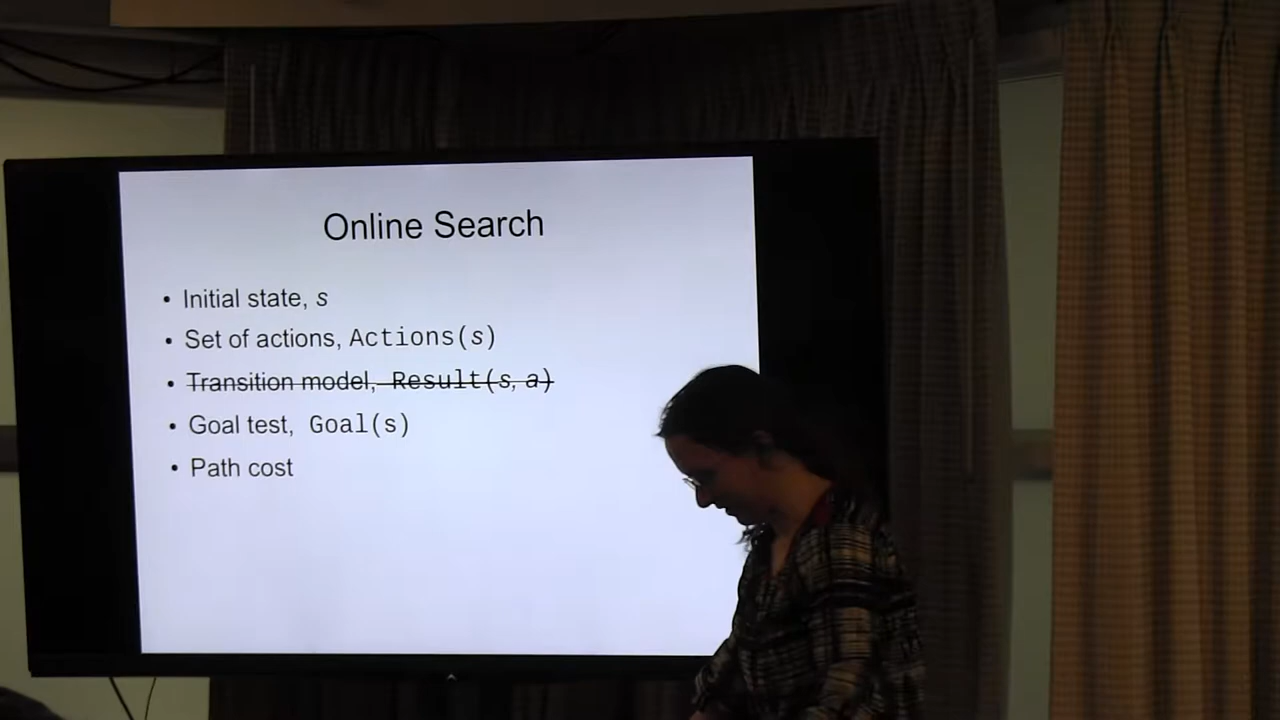 Online Search
• Initial state, s
• Set of actions, Actions(s)
• Transition model, Result(s, a)
• Goal test, Goal(s)
• Path cost